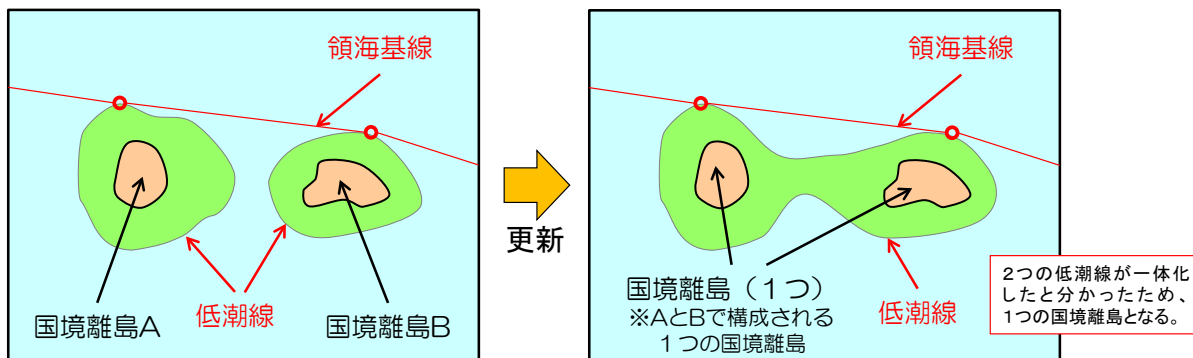 領海基線
国境離島A
低潮線
国境離島B
更新
領海基線
国境離島（１つ）
※AとBで構成される
１つの国境離島
低潮線
２つの低潮線が一体化
したと分かったため、
１つの国境離島となる。